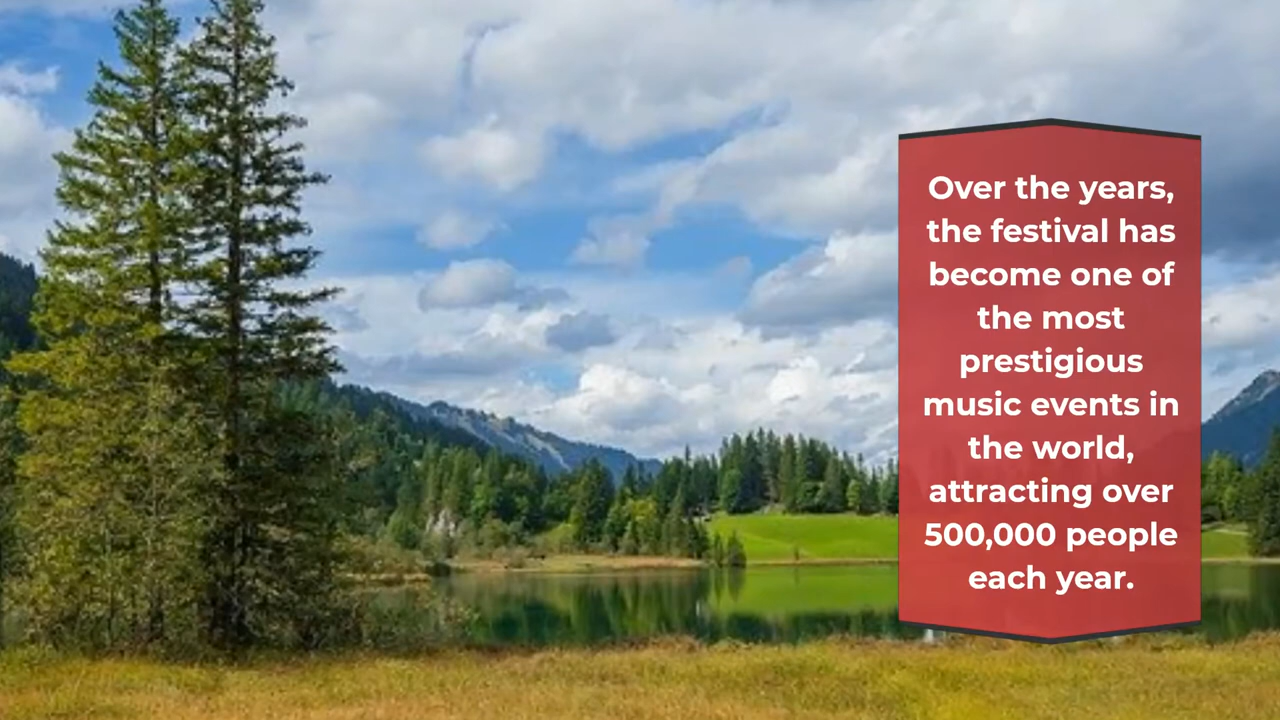 Over the years,
the festival has
become one of
the most
prestigious
music events in
the world,
attracting over
500,000 people
each year.